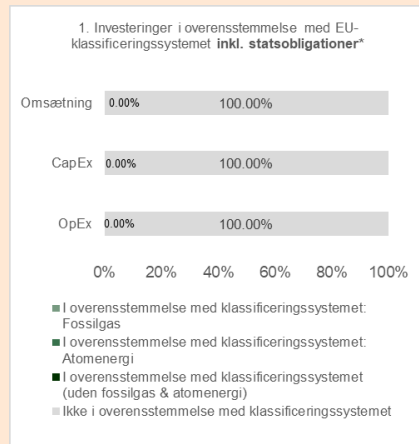 1. Investeringer i overensstemmelse med EU-
klassificeringssystemet inkl. statsobligationer*
Omsætning 0.00% 100.00%
CapEx 0.00% 100.00%
OpEx 0.00% 100.00%
0% 20% 40% 60% 80% 100%
I overensstemmelse med klassificeringssystemet:
Fossilgas
I overensstemmelse med klassificeringssystemet:
Atomenergi
I overensstemmelse med klassificeringssystemet
(uden fossilgas & atomenergi)
Ikke i overensstemmelse med klassificeringssystemet